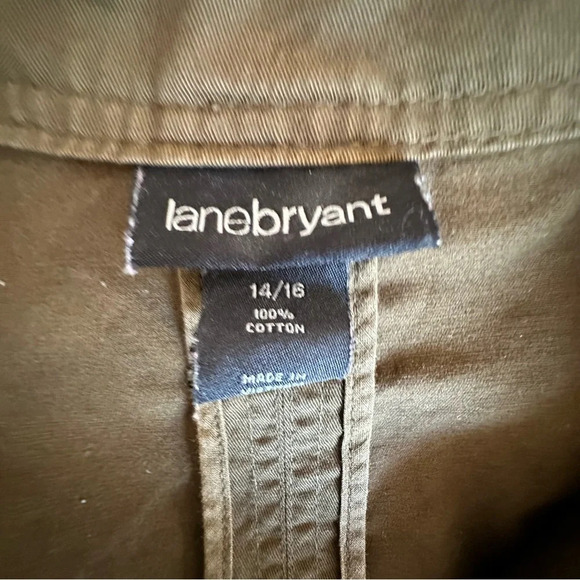 lanebryant
14/16
100%
COTTON
MADE IN